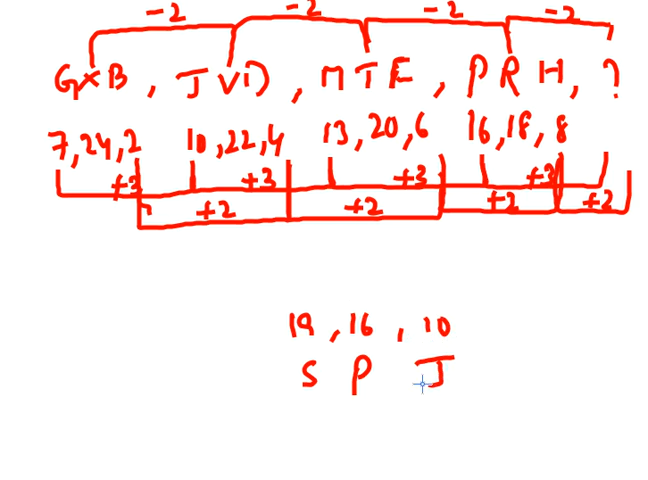 -2 -2 -2 -2
GXB, JVD, MTE, PRH, ?
7,24,2 10,22,4 13,20,6 16,18,8
+3 +3 +3 +3
+2 +2 +2 +2
19, 16, 10
S P J